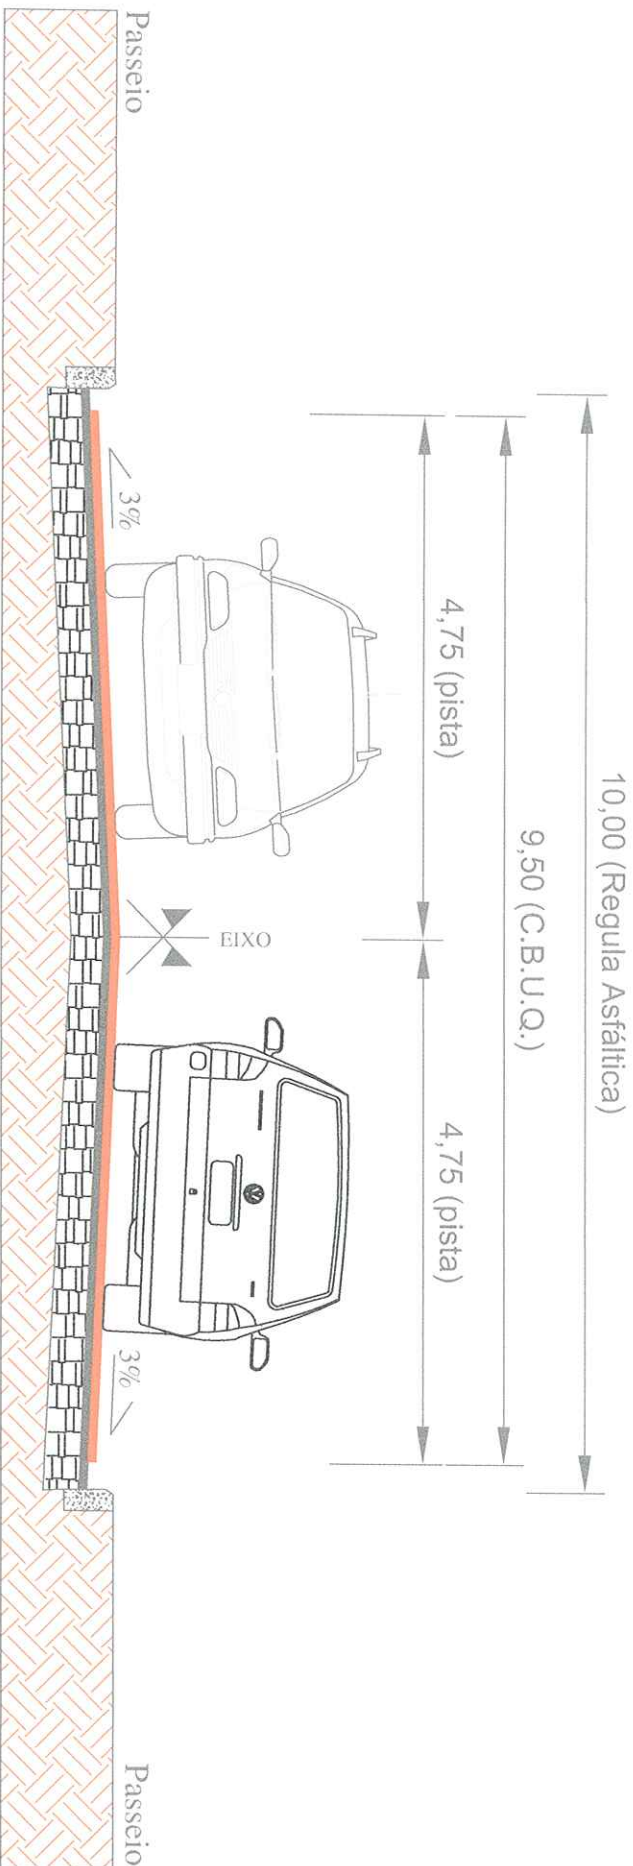 10,00 (Regula Asfáltica)
9,50 (C.B.U.Q.)
4,75 (pista)
4,75 (pista)
EIXO
3%
3%
Passeio
Passeio